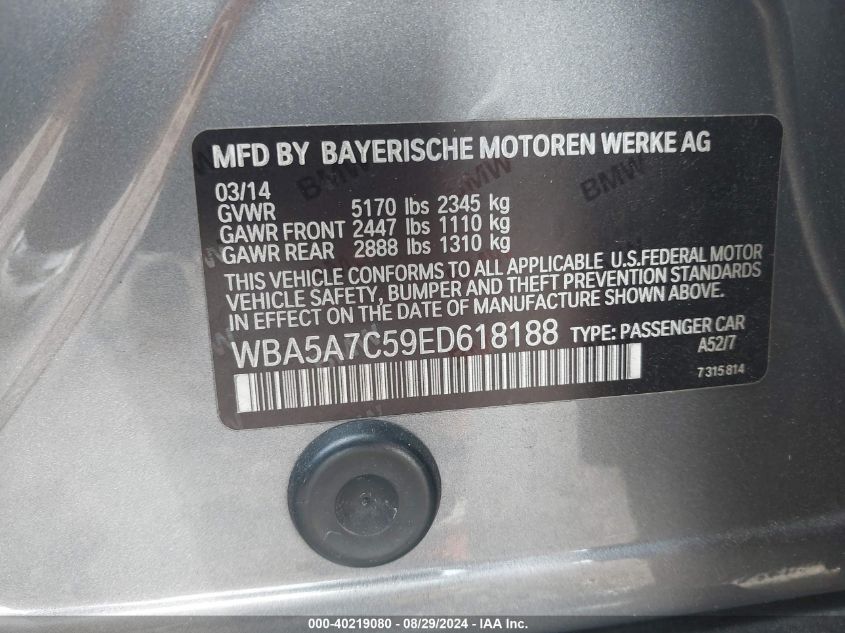 MFD BY BAYERISCHE MOTOREN WERKE AG
03/14
GVWR 5170 lbs 2345 kg
GAWR FRONT 2447 lbs 1110 kg
GAWR REAR 2888 lbs 1310 kg
THIS VEHICLE CONFORMS TO ALL APPLICABLE U.S.FEDERAL MOTOR
VEHICLE SAFETY, BUMPER AND THEFT PREVENTION STANDARDS
IN EFFECT ON THE DATE OF MANUFACTURE SHOWN ABOVE.
WBA5A7C59ED618188 TYPE: PASSENGER CAR
A52/7
7315814
000-40219080 - 08/29/2024 - IAA Inc.